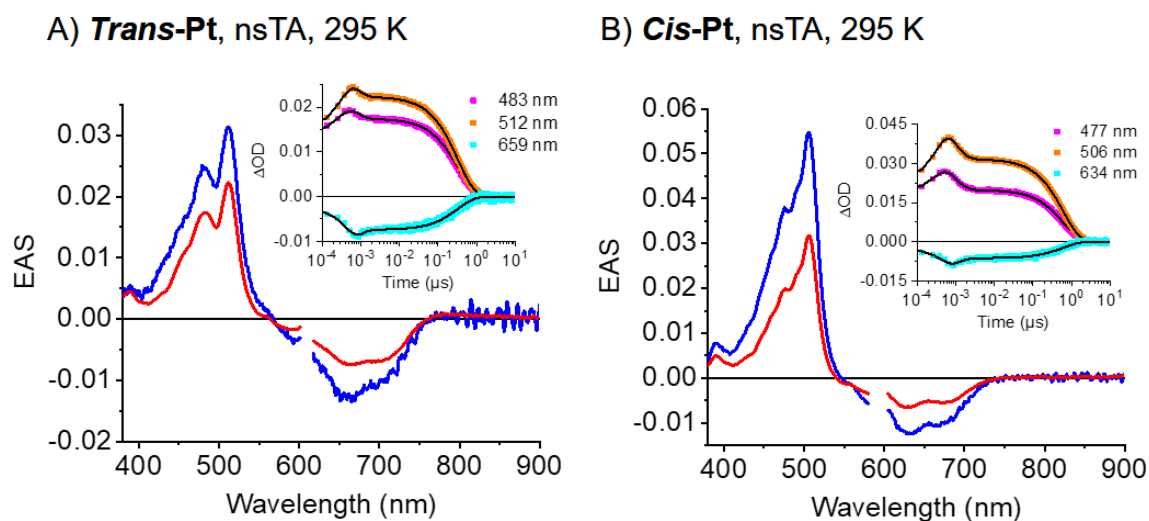 A) Trans-Pt, nsTA, 295 K
0.03
0.02
0.01
0.00
-0.01
-0.02
EAS
400 500 600 700 800 900
Wavelength (nm)
0.02
0.01
0.00
-0.01
ΔOD
483 nm
512 nm
659 nm
10⁻⁴ 10⁻³ 10⁻² 10⁻¹ 10⁰ 10¹
Time (µs)
B) Cis-Pt, nsTA, 295 K
0.06
0.05
0.04
0.03
0.02
0.01
0.00
-0.01
EAS
400 500 600 700 800 900
Wavelength (nm)
0.045
0.030
0.015
0.000
-0.015
ΔOD
477 nm
506 nm
634 nm
10⁻⁴ 10⁻³ 10⁻² 10⁻¹ 10⁰ 10¹
Time (µs)